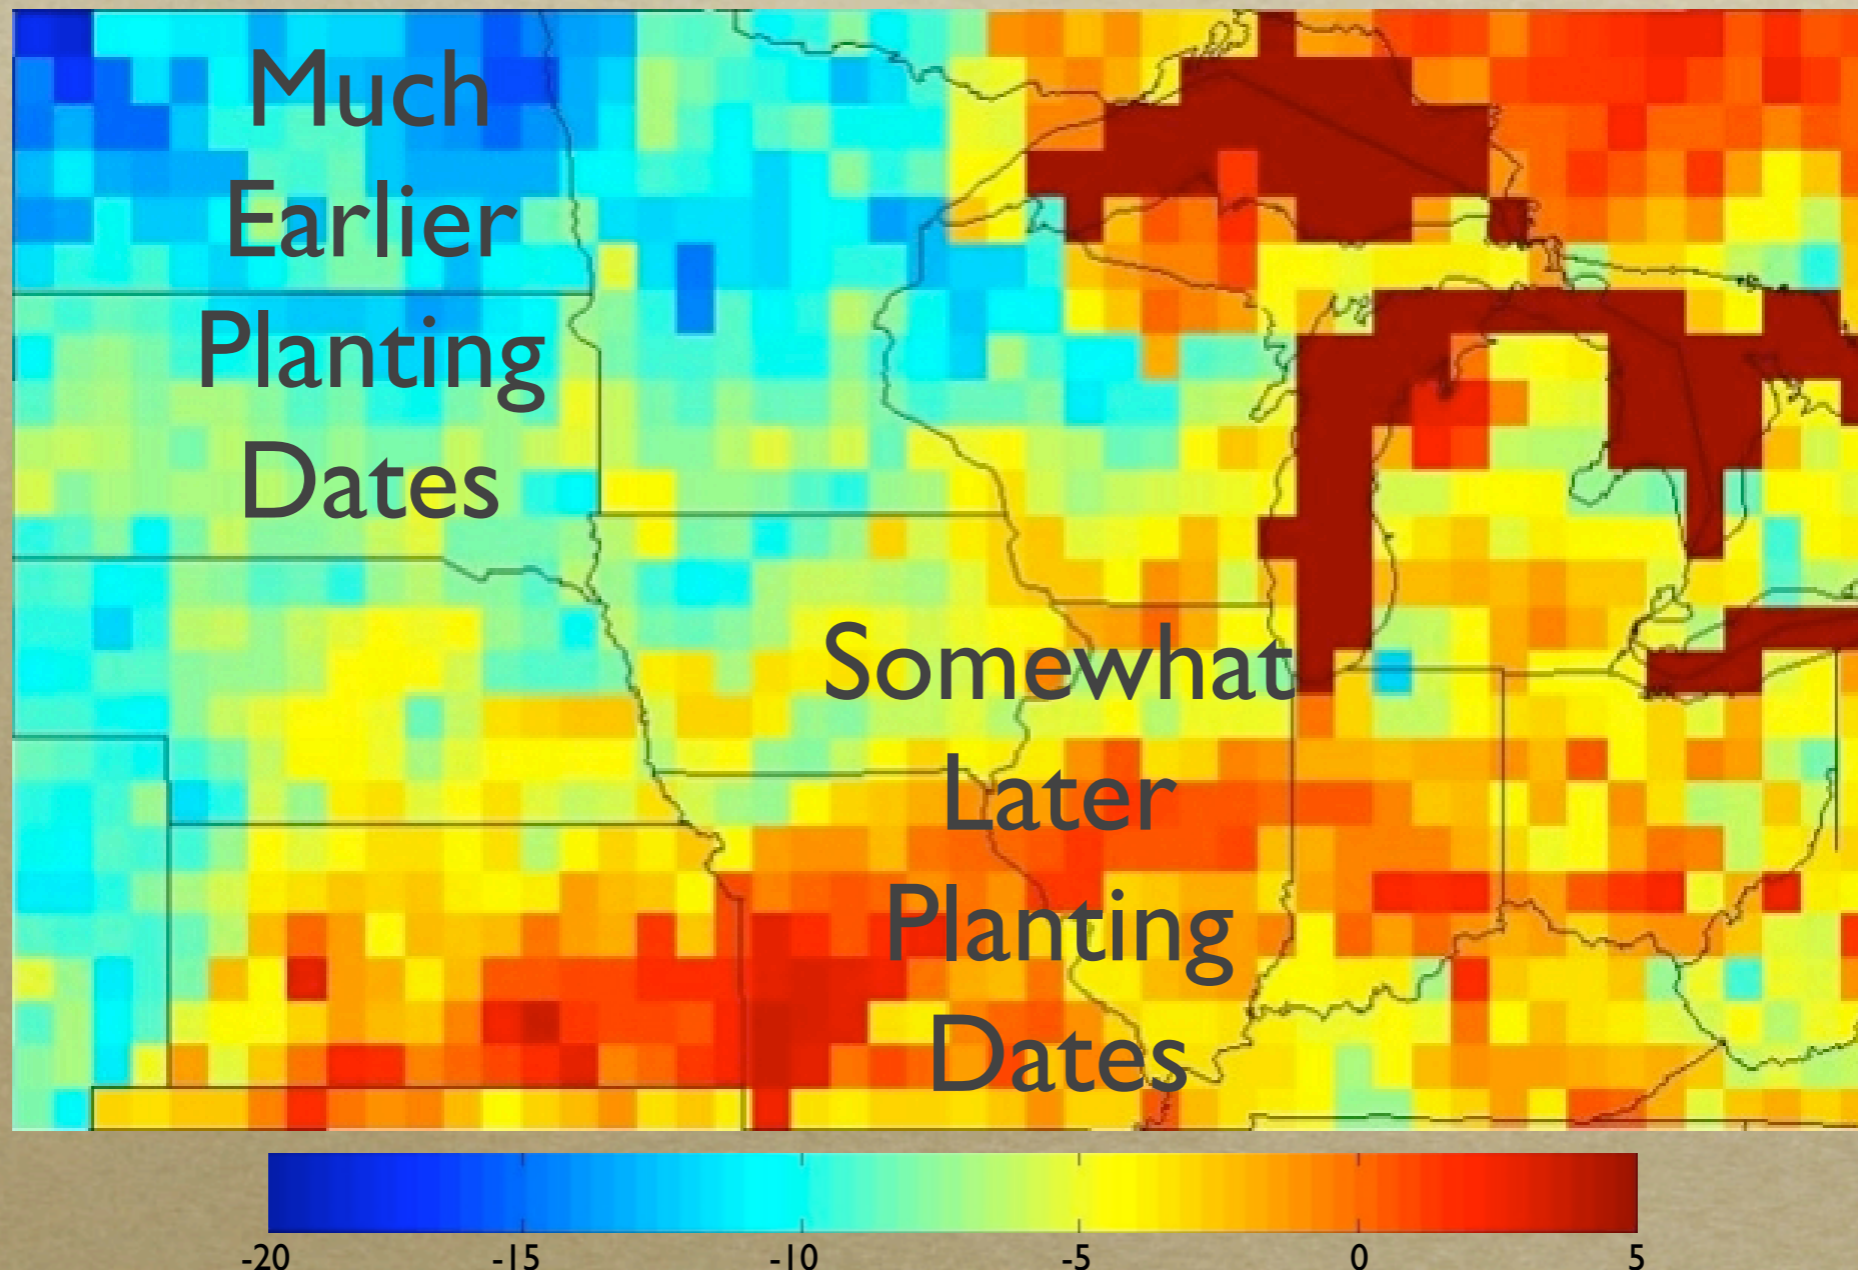 Much
Earlier
Planting
Dates
Somewhat
Later
Planting
Dates
-20 -15 -10 -5 0 5